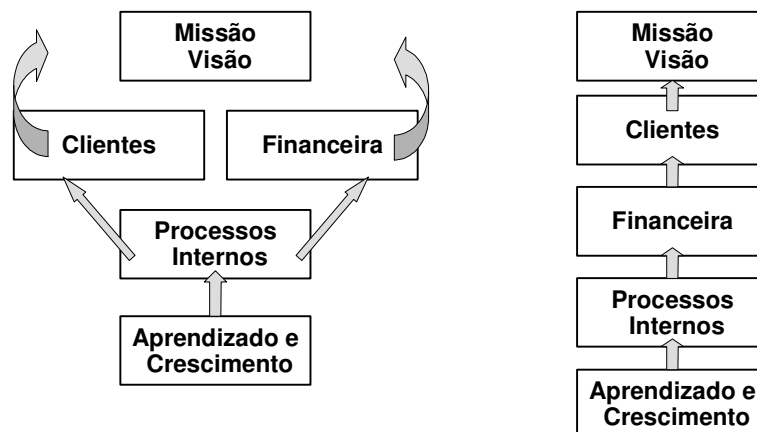 Missão
Visão
Clientes
Financeira
Processos
Internos
Aprendizado e
Crescimento
Missão
Visão
Clientes
Financeira
Processos
Internos
Aprendizado e
Crescimento